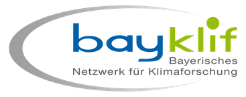 bayklif
Bayerisches
Netzwerk für Klimaforschung